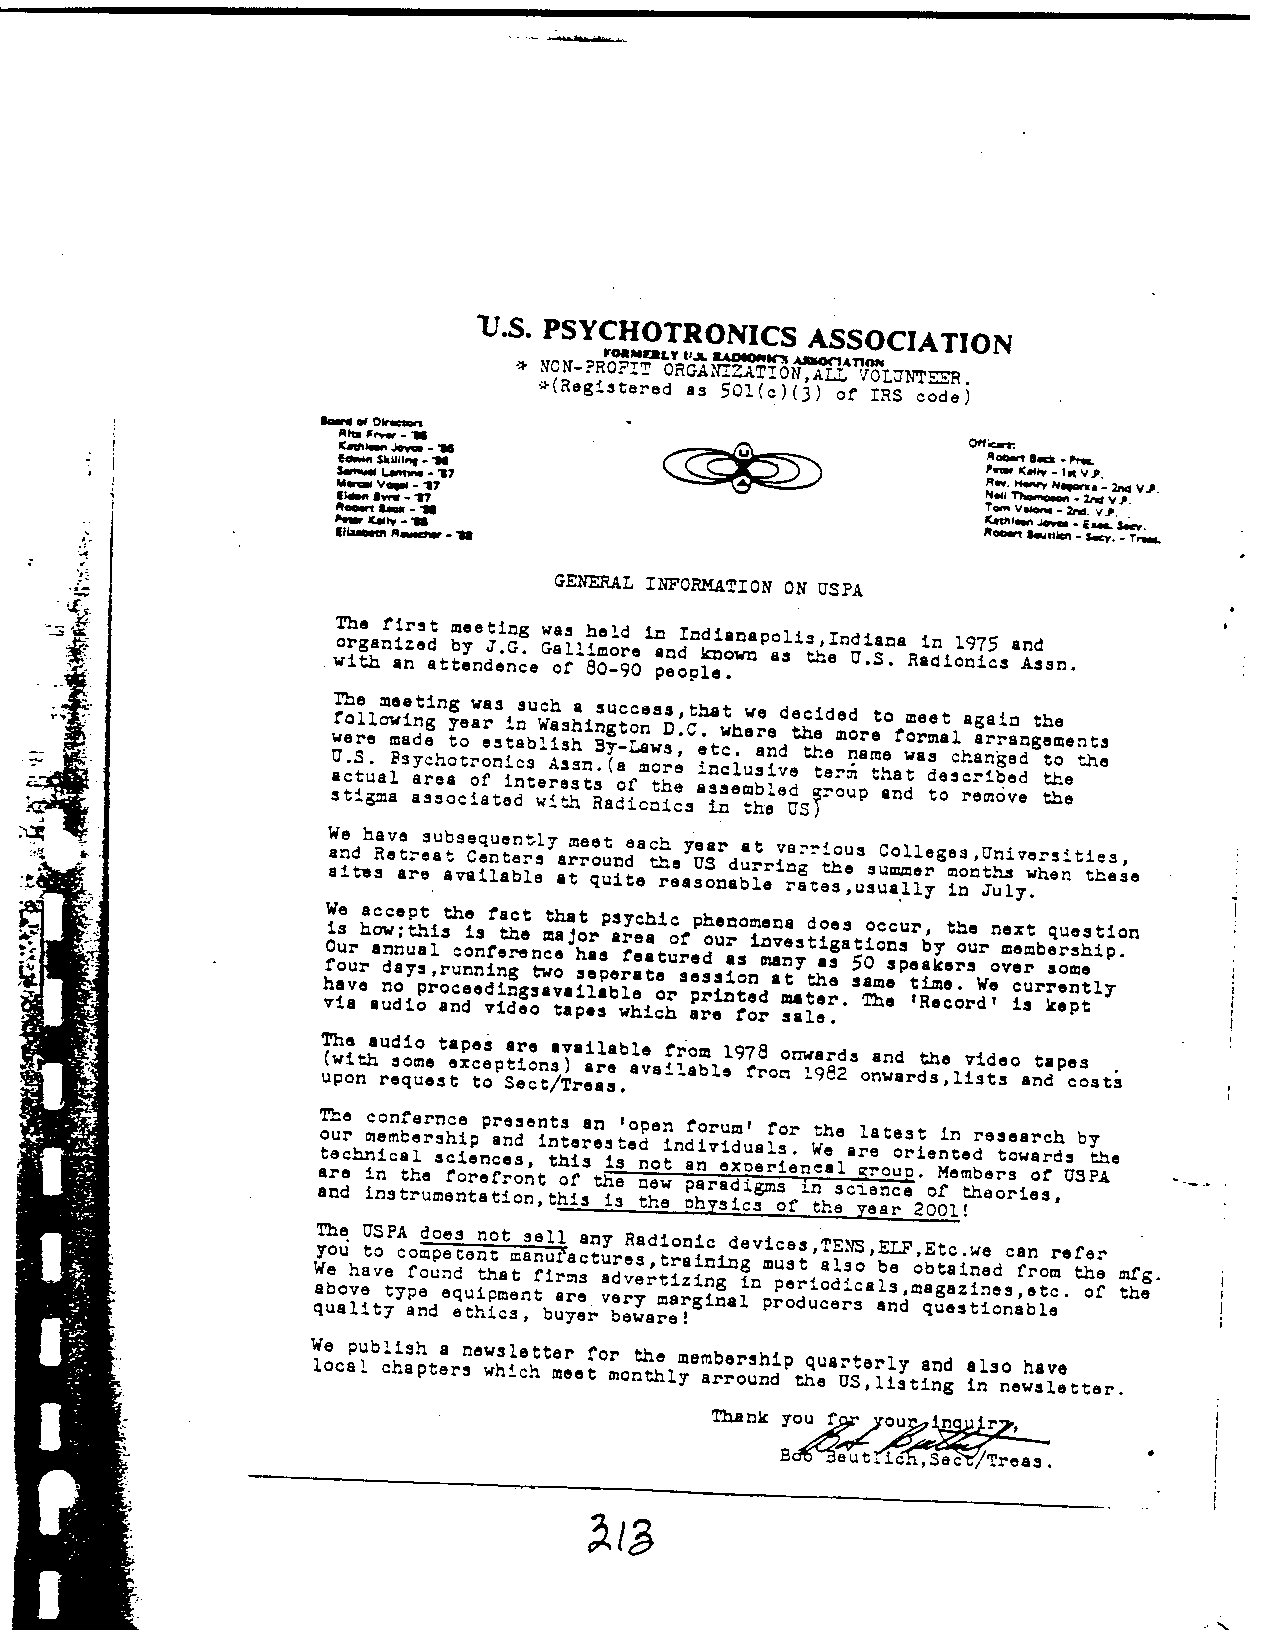 U.S. PSYCHOTRONICS ASSOCIATION
FORMERLY U.S. RADIONICS ASSOCIATION
* NON-PROFIT ORGANIZATION,ALL VOLUNTEER.
*(Registered as 501(c)(3) of IRS code)
Board of Directors
Rita Fryer - '86
Kathleen Joyce - '86
Edwin Skilling - '86
Samuel Lentine - '87
Marcel Vogel - '87
Eldon Byrd - '87
Robert Beck - '88
Peter Kelly - '88
Elizabeth Rauscher - '88
U
A
Officers:
Robert Beck - Pres.
Peter Kelly - 1st V.P.
Rev. Henry Nagorka - 2nd V.P.
Neil Thompson - 2nd V.P.
Tom Valone - 2nd. V.P.
Kathleen Joyce - Exec. Secy.
Robert Beutlich - Secy. - Treas.
GENERAL INFORMATION ON USPA
The first meeting was held in Indianapolis,Indiana in 1975 and
organized by J.G. Gallimore and known as the U.S. Radionics Assn.
with an attendence of 80-90 people.
The meeting was such a success,that we decided to meet again the
following year in Washington D.C. where the more formal arrangements
were made to establish By-Laws, etc. and the name was changed to the
U.S. Psychotronics Assn.(a more inclusive term that described the
actual area of interests of the assembled group and to remove the
stigma associated with Radionics in the US)
We have subsequently meet each year at varrious Colleges,Universities,
and Retreat Centers arround the US durring the summer months when these
sites are available at quite reasonable rates,usually in July.
We accept the fact that psychic phenomena does occur, the next question
is how;this is the major area of our investigations by our membership.
Our annual conference has featured as many as 50 speakers over some
four days,running two seperate session at the same time. We currently
have no proceedingsavailable or printed mater. The 'Record' is kept
via audio and video tapes which are for sale.
The audio tapes are available from 1978 onwards and the video tapes
(with some exceptions) are available from 1982 onwards,lists and costs
upon request to Sect/Treas.
The confernce presents an 'open forum' for the latest in research by
our membership and interested individuals. We are oriented towards the
technical sciences, this is not an experiencal group. Members of USPA
are in the forefront of the new paradigms in science of theories,
and instrumentation,this is the physics of the year 2001!
The USPA does not sell any Radionic devices,TENS,ELF,Etc.we can refer
you to competent manufactures,training must also be obtained from the mfg.
We have found that firms advertizing in periodicals,magazines,etc. of the
above type equipment are very marginal producers and questionable
quality and ethics, buyer beware!
We publish a newsletter for the membership quarterly and also have
local chapters which meet monthly arround the US,listing in newsletter.
Thank you for your inquiry,
Bob Beutlich,Sect/Treas.
213